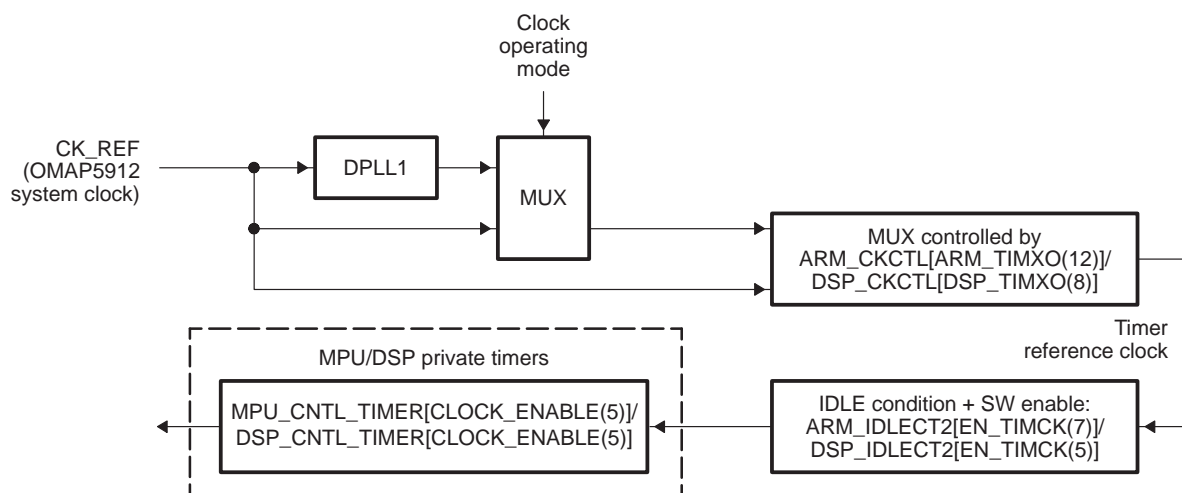 Clock
operating
mode
CK_REF
(OMAP5912
system clock)
DPLL1
MUX
MUX controlled by
ARM_CKCTL[ARM_TIMXO(12)]/
DSP_CKCTL[DSP_TIMXO(8)]
Timer
reference clock
MPU/DSP private timers
MPU_CNTL_TIMER[CLOCK_ENABLE(5)]/
DSP_CNTL_TIMER[CLOCK_ENABLE(5)]
IDLE condition + SW enable:
ARM_IDLECT2[EN_TIMCK(7)]/
DSP_IDLECT2[EN_TIMCK(5)]